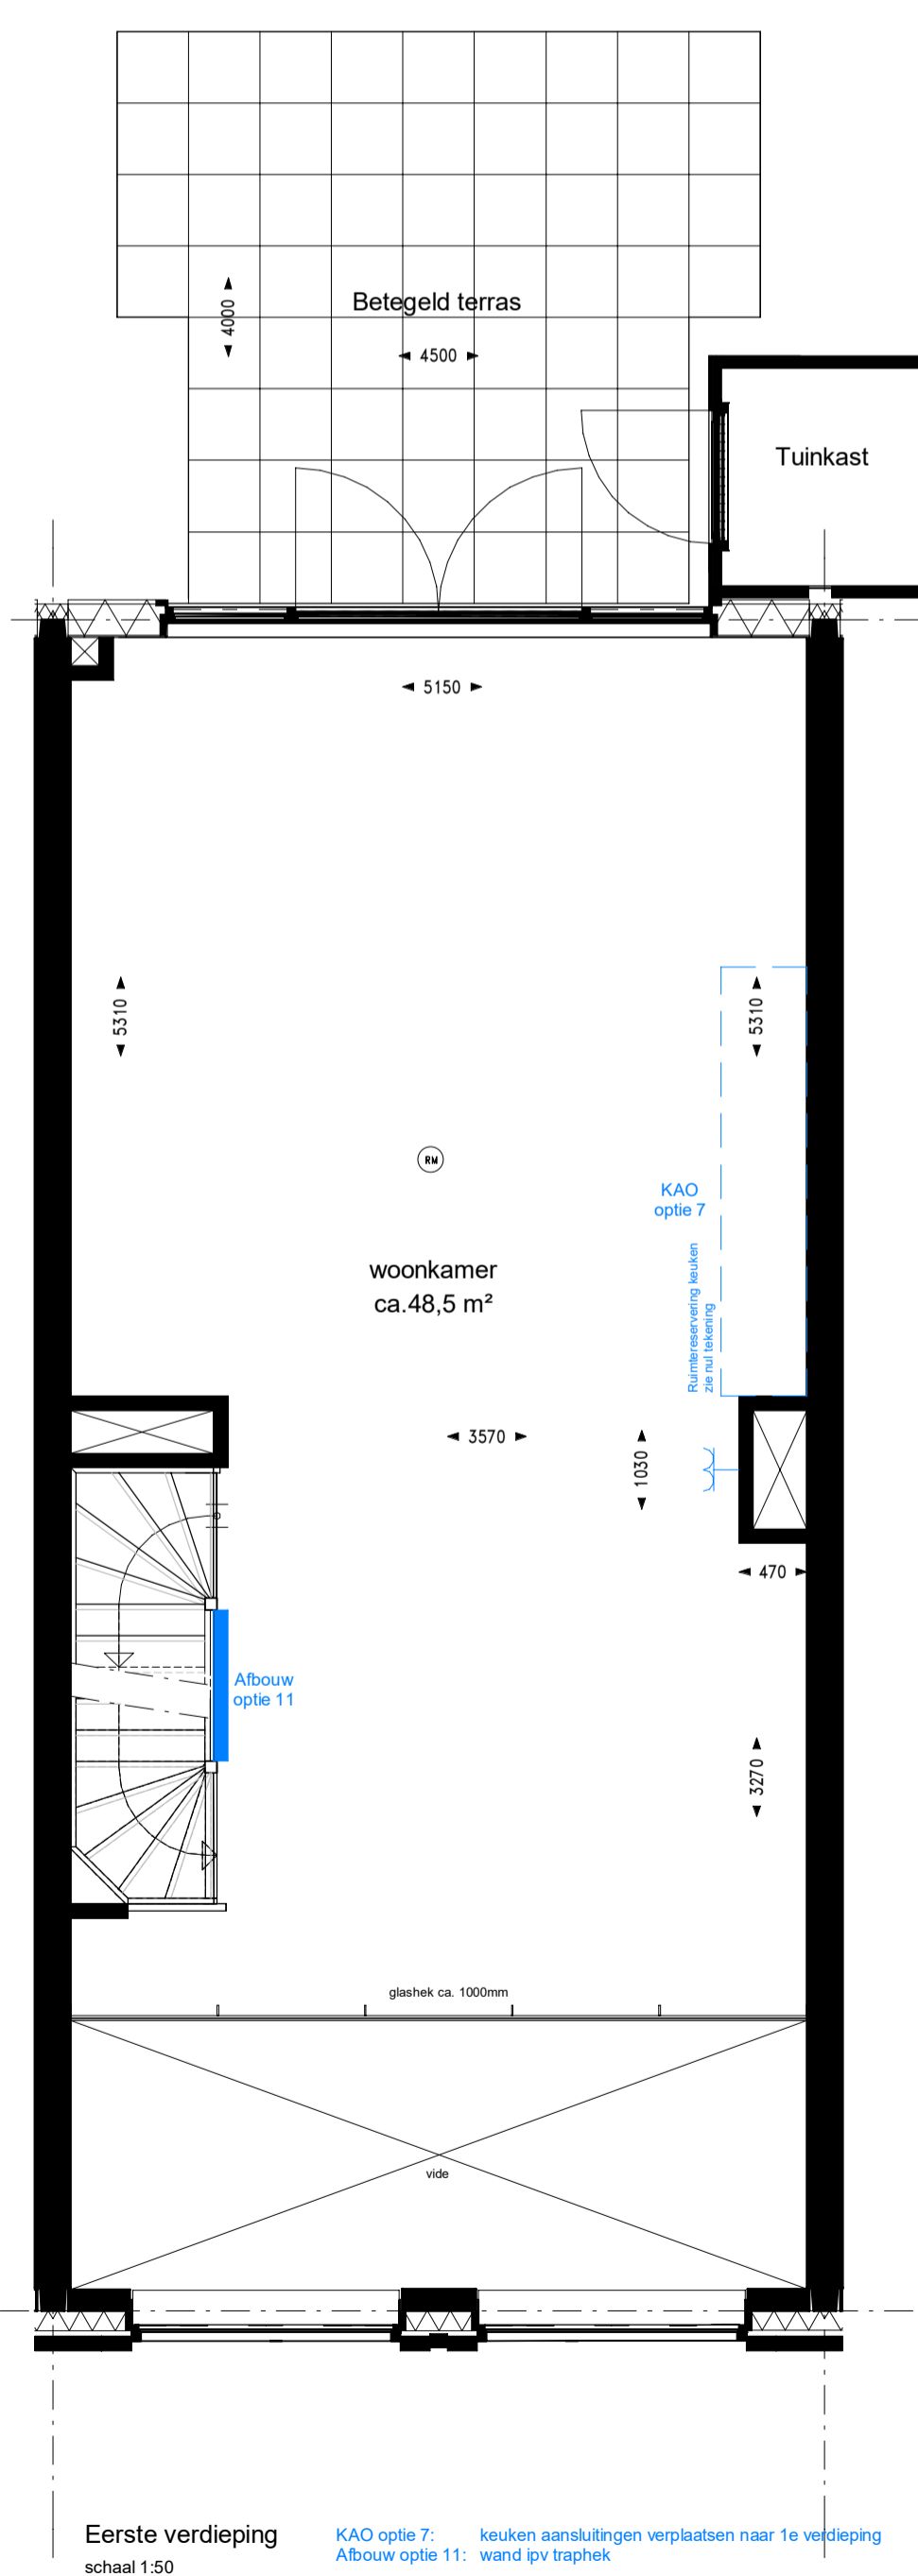 Betegeld terras
4000
4500
Tuinkast
5150
5310
5310
RM
KAO
optie 7
Ruimtereservering keuken
zie nul tekening
woonkamer
ca.48,5 m²
3570
1030
470
Afbouw
optie 11
3270
glashek ca. 1000mm
vide
Eerste verdieping
schaal 1:50
KAO optie 7: keuken aansluitingen verplaatsen naar 1e verdieping
Afbouw optie 11: wand ipv traphek